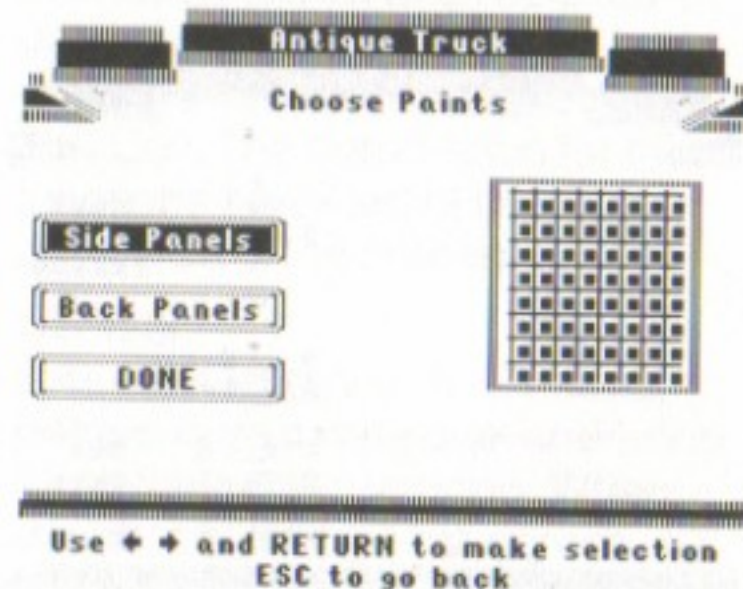 Antique Truck
Choose Paints
Side Panels
Back Panels
DONE
Use ← → and RETURN to make selection
ESC to go back